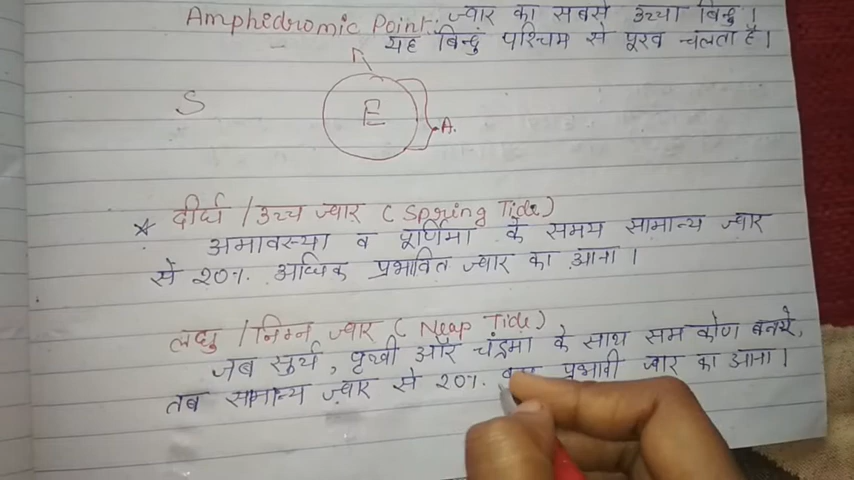 Amphedromic Point: ज्वार का सबसे उच्चा बिन्दु।
यह बिन्दु पश्चिम से पूरब चलता है।
S
E
A.
* दीर्घ / उच्च ज्वार ( Spring Tide )
अमावस्या व पूर्णिमा के समय सामान्य ज्वार
से 20%. अधिक प्रभावित ज्वार का आना।
लघु / निम्न ज्वार ( Neap Tide )
जब सुर्य, पृथ्वी और चंद्रमा के साथ सम कोण बनाये,
तब सामान्य ज्वार से 20%. प्रभावी ज्वार का आना।